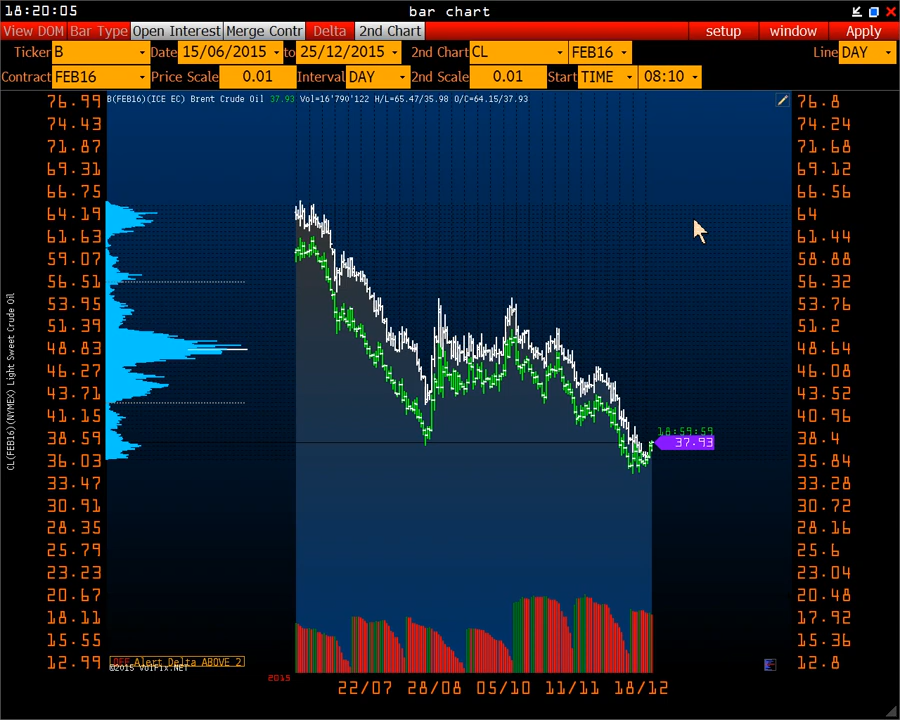 18:20:05 bar chart
View DOM Bar Type Open Interest Merge Contr Delta 2nd Chart setup window Apply
Ticker B Date 15/06/2015 to 25/12/2015 2nd Chart CL FEB16 Line DAY
Contract FEB16 Price Scale 0.01 Interval DAY 2nd Scale 0.01 Start TIME 08:10
B(FEB16)(ICE EC) Brent Crude Oil 37.93 Vol=16'790'122 H/L=65.47/35.98 O/C=64.15/37.93
76.99 76.8
74.43 74.24
71.87 71.68
69.31 69.12
66.75 66.56
64.19 64
61.63 61.44
59.07 58.88
56.51 56.32
53.95 53.76
51.39 51.2
48.83 48.64
46.27 46.08
43.71 43.52
41.15 40.96
18:59:59
38.59 37.93 38.4
36.03 35.84
33.47 33.28
30.91 30.72
28.35 28.16
25.79 25.6
23.23 23.04
20.67 20.48
18.11 17.92
15.55 15.36
12.99 12.8
CL(FEB16)(NYMEX) Light Sweet Crude Oil
OFF Alert Delta ABOVE 2
©2015 VolFix.NET
2015
22/07 28/08 05/10 11/11 18/12